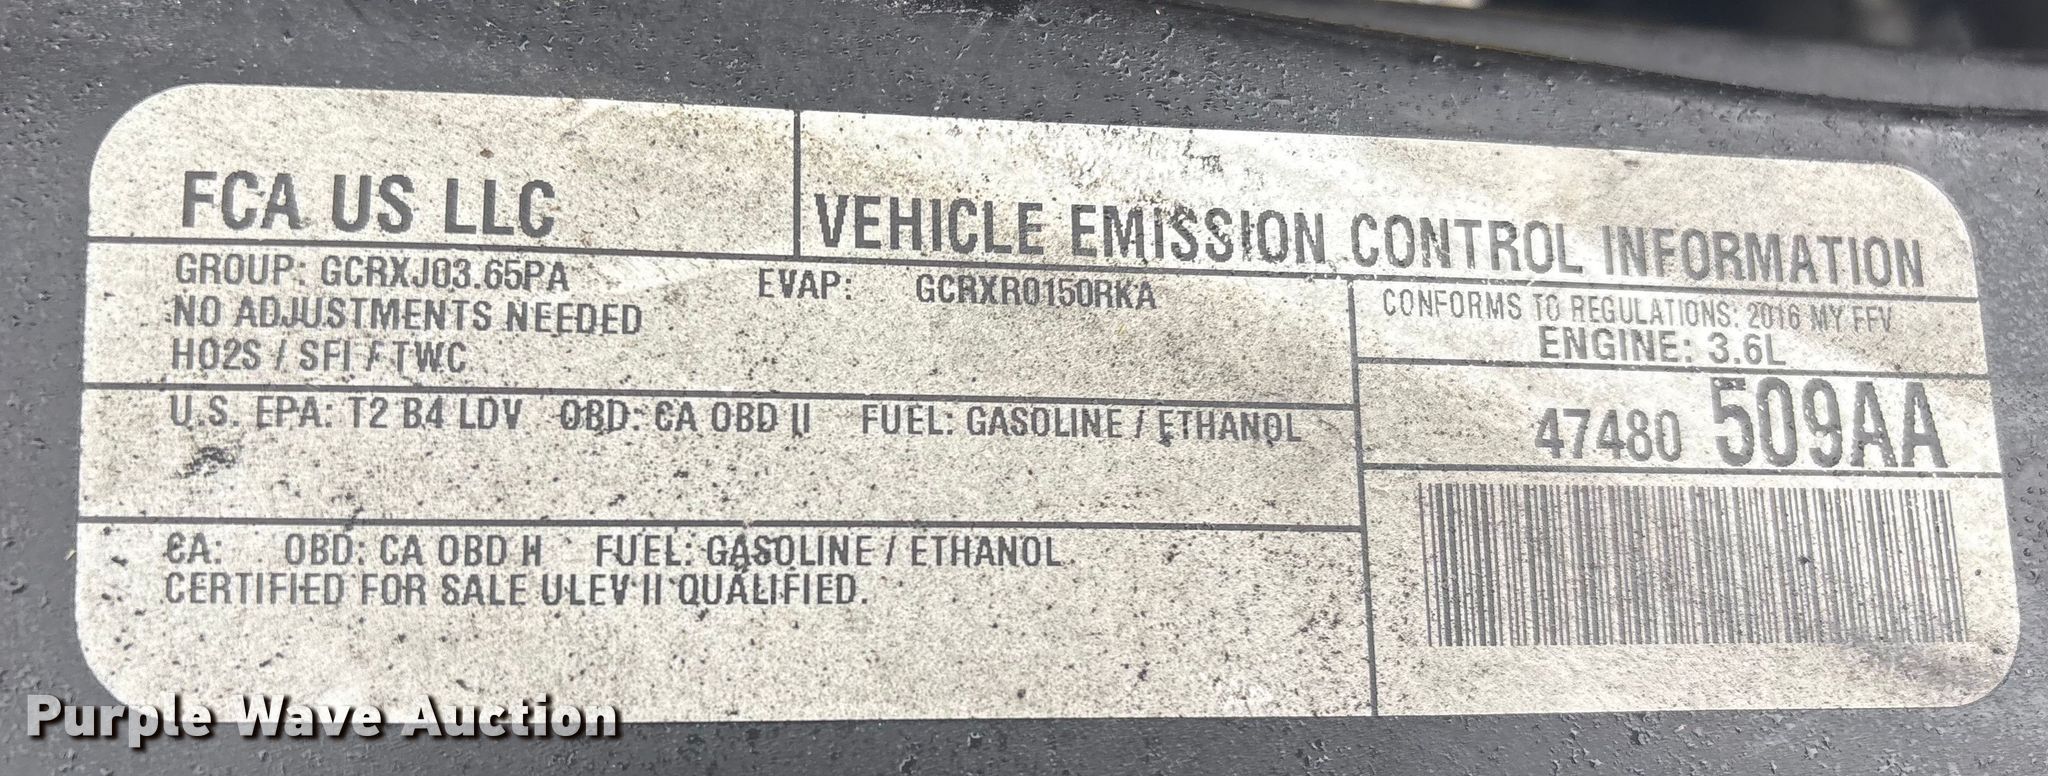 FCA US LLC
VEHICLE EMISSION CONTROL INFORMATION
GROUP: GCRXJ03.65PA EVAP: GCRXR0150RKA
NO ADJUSTMENTS NEEDED
HO2S / SFI / TWC
CONFORMS TO REGULATIONS: 2016 MY FFV
ENGINE: 3.6L
U.S. EPA: T2 B4 LDV OBD: CA OBD II FUEL: GASOLINE / ETHANOL
47480 509AA
CA: OBD: CA OBD II FUEL: GASOLINE / ETHANOL
CERTIFIED FOR SALE ULEV II QUALIFIED.
Purple Wave Auction